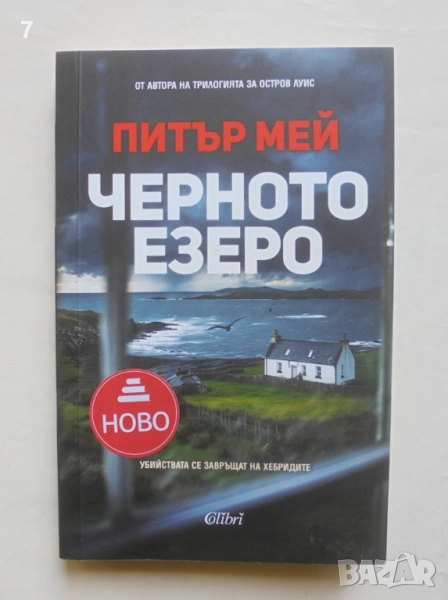 7
ОТ АВТОРА НА ТРИЛОГИЯТА ЗА ОСТРОВ ЛУИС
ПИТЪР МЕЙ
ЧЕРНОТО
ЕЗЕРО
НОВО
УБИЙСТВАТА СЕ ЗАВРЪЩАТ НА ХЕБРИДИТЕ
Colibri
BAZAR